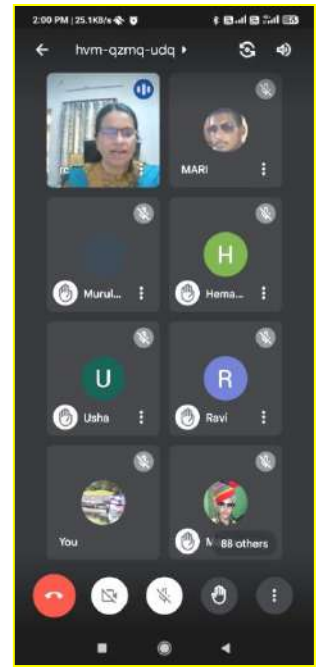 2:00 PM | 25.1KB/s
hvm-qzmq-udq
MARI
Murul...
H
Hema...
U
Usha
R
Ravi
You
88 others